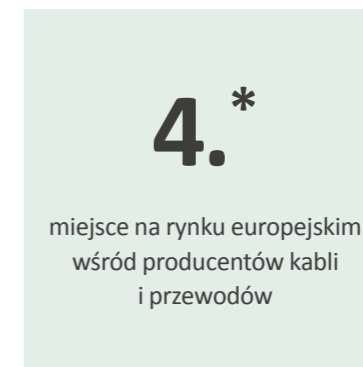 4.*
miejsce na rynku europejskim
wśród producentów kabli
i przewodów